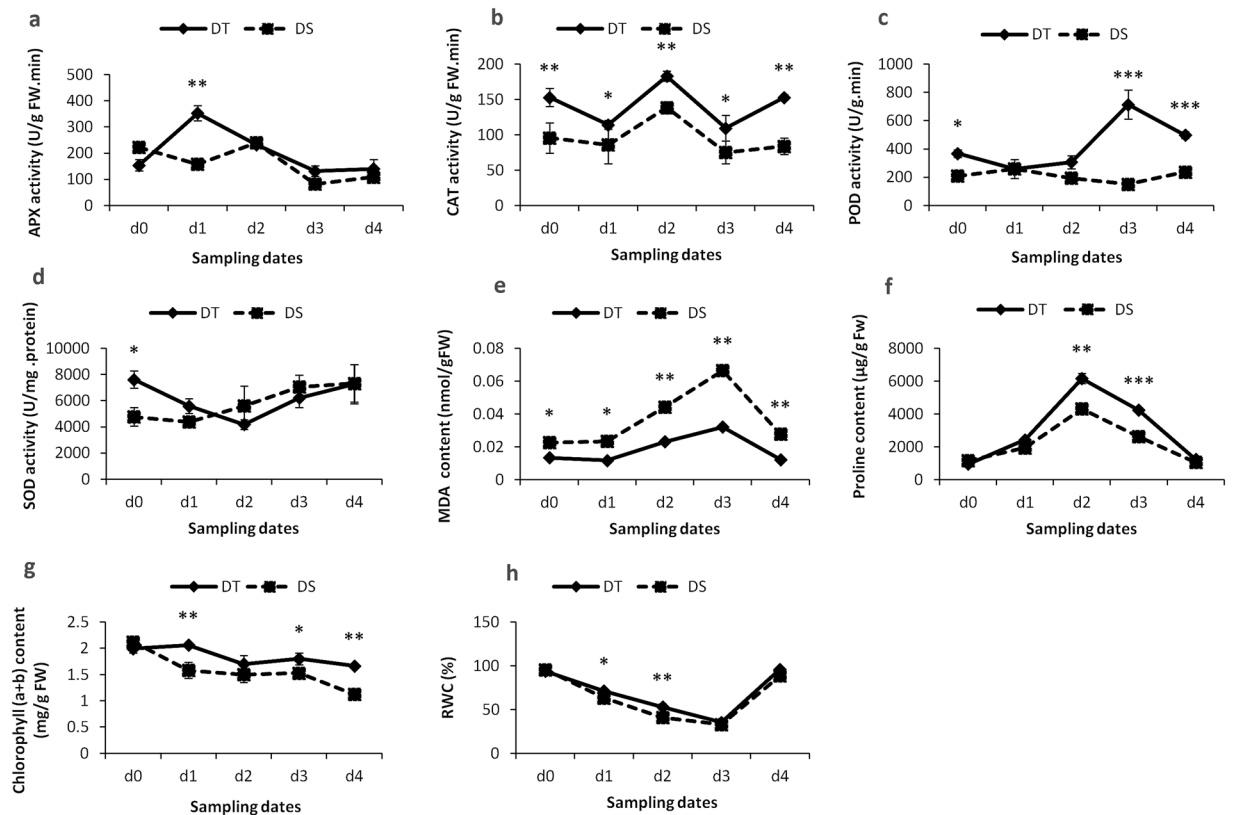 a
DT DS
APX activity (U/g FW.min)
500
400
300
200
100
0
**
d0 d1 d2 d3 d4
Sampling dates
b
DT DS
CAT activity (U/g FW.min)
200
150
100
50
0
** * ** * **
d0 d1 d2 d3 d4
Sampling dates
c
DT DS
POD activity (U/g.min)
1000
800
600
400
200
0
* *** ***
d0 d1 d2 d3 d4
Sampling dates
d
DT DS
SOD activity (U/mg .protein)
10000
8000
6000
4000
2000
0
*
d0 d1 d2 d3 d4
Sampling dates
e
DT DS
MDA content (nmol/gFW)
0.08
0.06
0.04
0.02
0
* * ** ** **
d0 d1 d2 d3 d4
Sampling dates
f
DT DS
Proline content (µg/g Fw)
8000
6000
4000
2000
0
** ***
d0 d1 d2 d3 d4
Sampling dates
g
DT DS
Chlorophyll (a+b) content
(mg/g FW)
2.5
2
1.5
1
0.5
0
** * **
d0 d1 d2 d3 d4
Sampling dates
h
DT DS
RWC (%)
150
100
50
0
* **
d0 d1 d2 d3 d4
Sampling dates